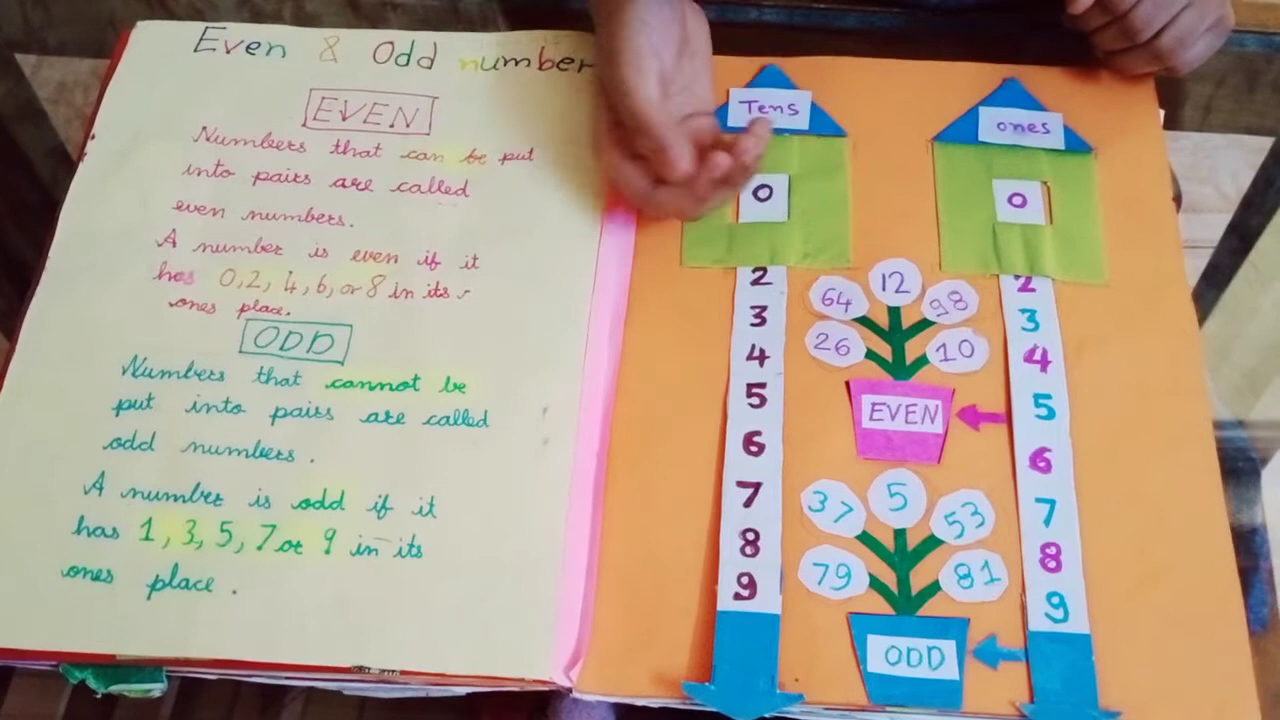 Even & Odd number
EVEN
Numbers that can be put
into pairs are called
even numbers.
A number is even if it
has 0,2, 4, 6, or 8 in its
ones place.
ODD
Numbers that cannot be
put into pairs are called
odd numbers.
A number is odd if it
has 1, 3, 5, 7 or 9 in its
ones place.
Tens
0
2
3
4
5
6
7
8
9
64
12
98
26
10
EVEN
37
5
53
79
81
ODD
ones
0
2
3
4
5
6
7
8
9